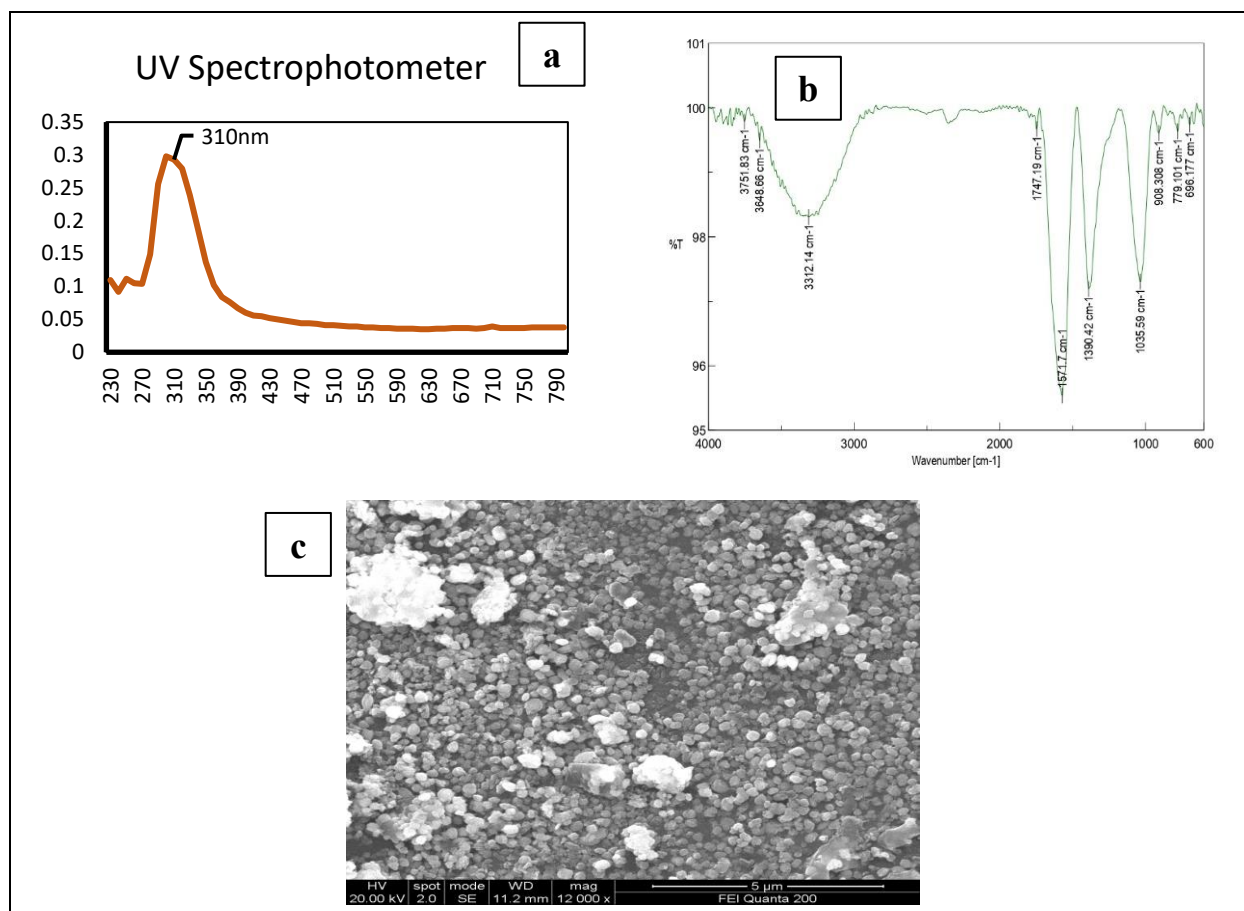 a
UV Spectrophotometer
310nm
0.35
0.3
0.25
0.2
0.15
0.1
0.05
0
230
270
310
350
390
430
470
510
550
590
630
670
710
750
790
b
101
100
98
96
95
%T
3751.83 cm-1
3648.66 cm-1
3312.14 cm-1
1747.19 cm-1
1571.7 cm-1
1390.42 cm-1
1035.59 cm-1
908.308 cm-1
779.101 cm-1
696.177 cm-1
4000
3000
2000
1000
600
Wavenumber [cm-1]
c
HV spot mode WD mag 5 µm
20.00 kV 2.0 SE 11.2 mm 12 000 x FEI Quanta 200